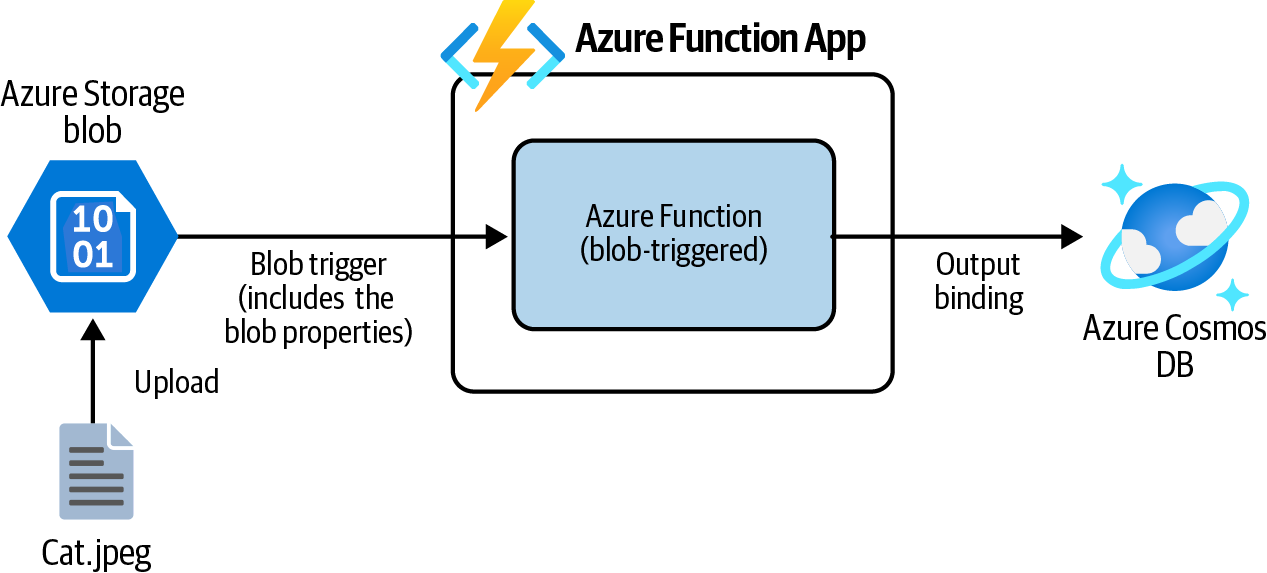 Azure Function App
Azure Storage
blob
10
01
Azure Function
(blob-triggered)
Blob trigger
(includes the
blob properties)
Output
binding
Azure Cosmos
DB
Upload
Cat.jpeg